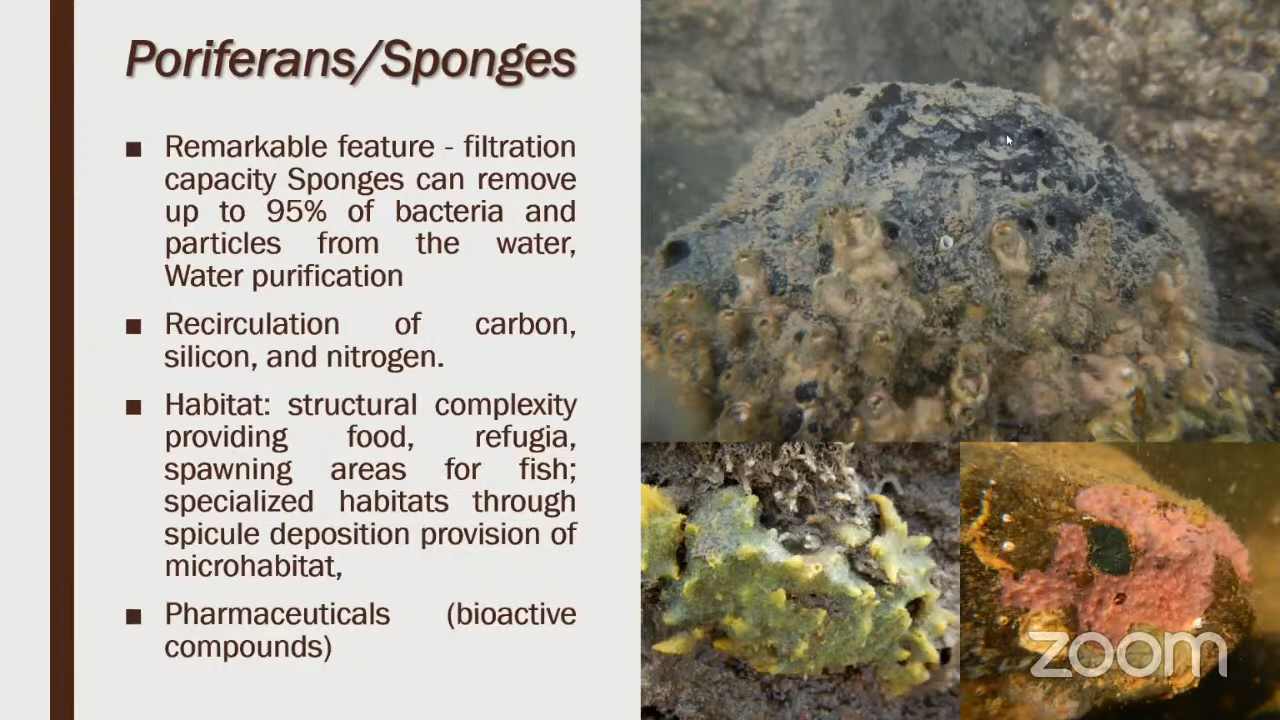 Poriferans/Sponges
■ Remarkable feature - filtration
capacity Sponges can remove
up to 95% of bacteria and
particles from the water,
Water purification
■ Recirculation of carbon,
silicon, and nitrogen.
■ Habitat: structural complexity
providing food, refugia,
spawning areas for fish;
specialized habitats through
spicule deposition provision of
microhabitat,
■ Pharmaceuticals (bioactive
compounds)
zoom